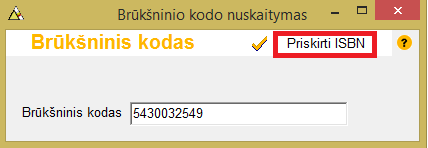 Brūkšninio kodo nuskaitymas
Brūkšninis kodas
Priskirti ISBN
?
Brūkšninis kodas 5430032549